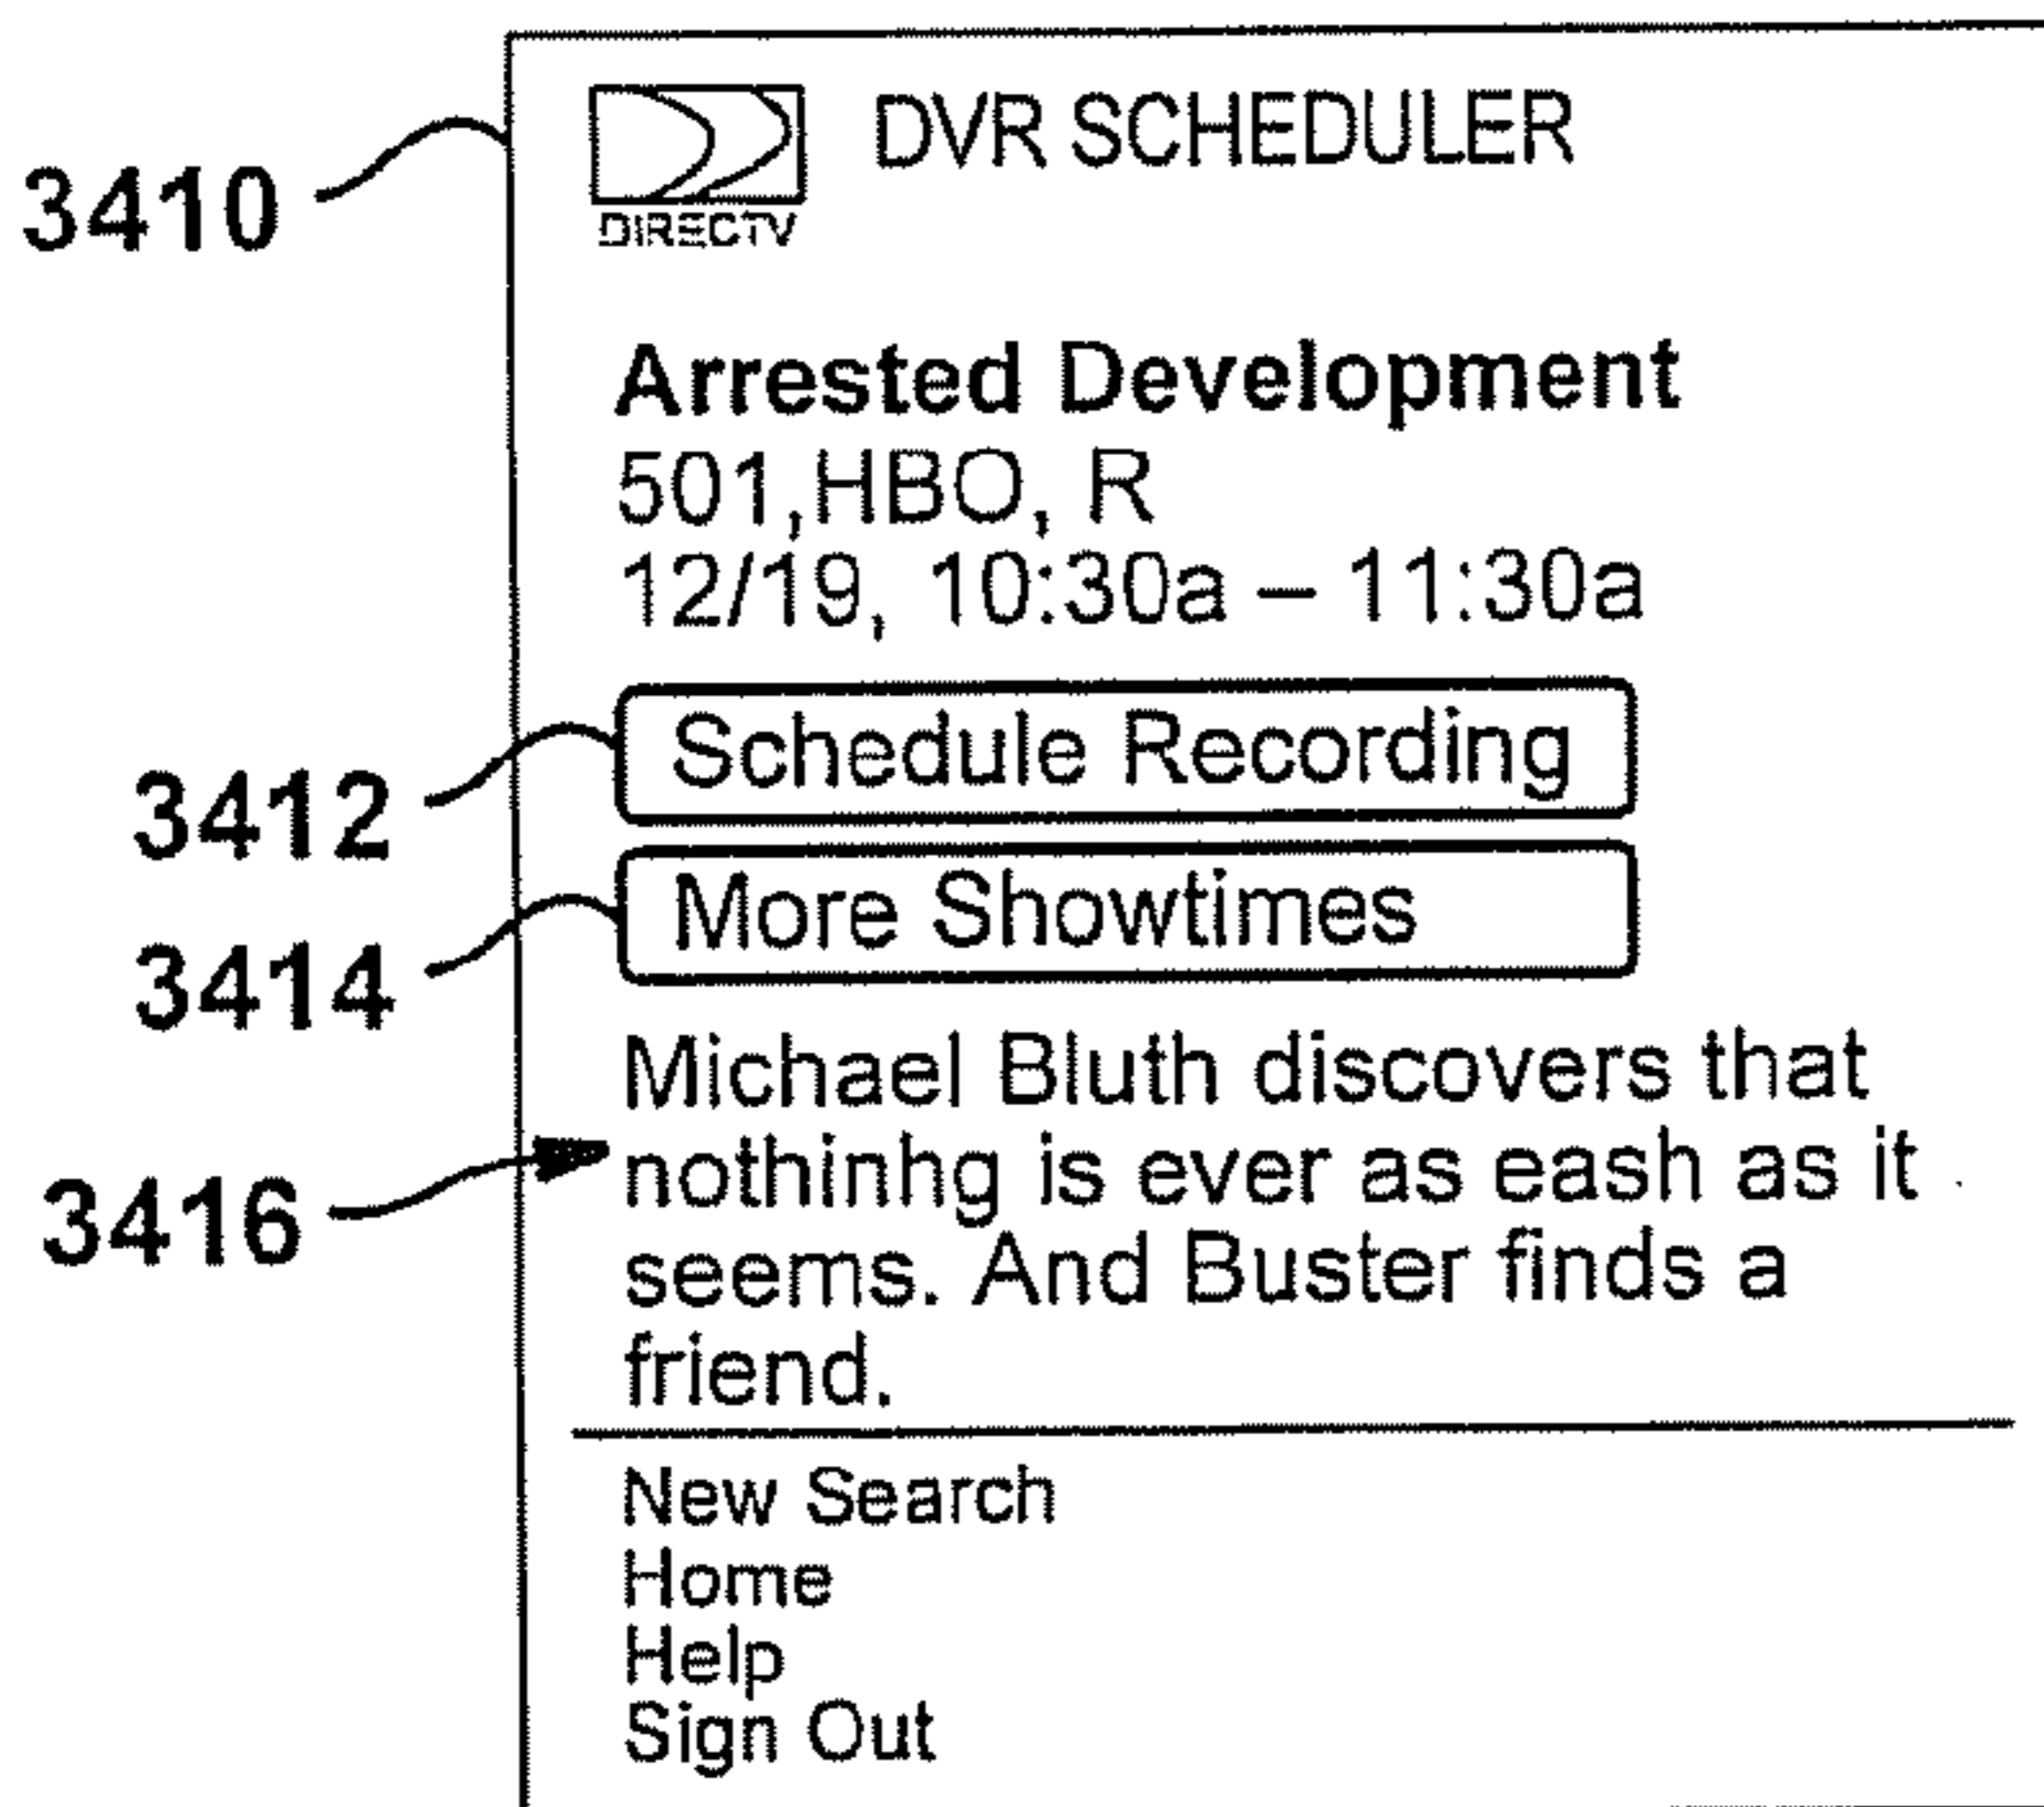 3410
DVR SCHEDULER
DIRECTV
Arrested Development
501,HBO, R
12/19, 10:30a – 11:30a
3412
Schedule Recording
3414
More Showtimes
Michael Bluth discovers that
3416
nothinhg is ever as eash as it
seems. And Buster finds a
friend.
New Search
Home
Help
Sign Out